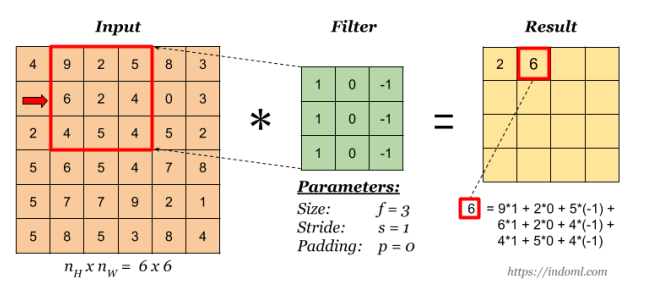 Input Filter Result
4 9 2 5 8 3
6 2 4 0 3
2 4 5 4 5 2
5 6 5 4 7 8
5 7 7 9 2 1
5 8 5 3 8 4
n_H x n_W = 6 x 6
*
1 0 -1
1 0 -1
1 0 -1
Parameters:
Size: f = 3
Stride: s = 1
Padding: p = 0
=
2 6
6 = 9*1 + 2*0 + 5*(-1) +
6*1 + 2*0 + 4*(-1) +
4*1 + 5*0 + 4*(-1)
https://indoml.com